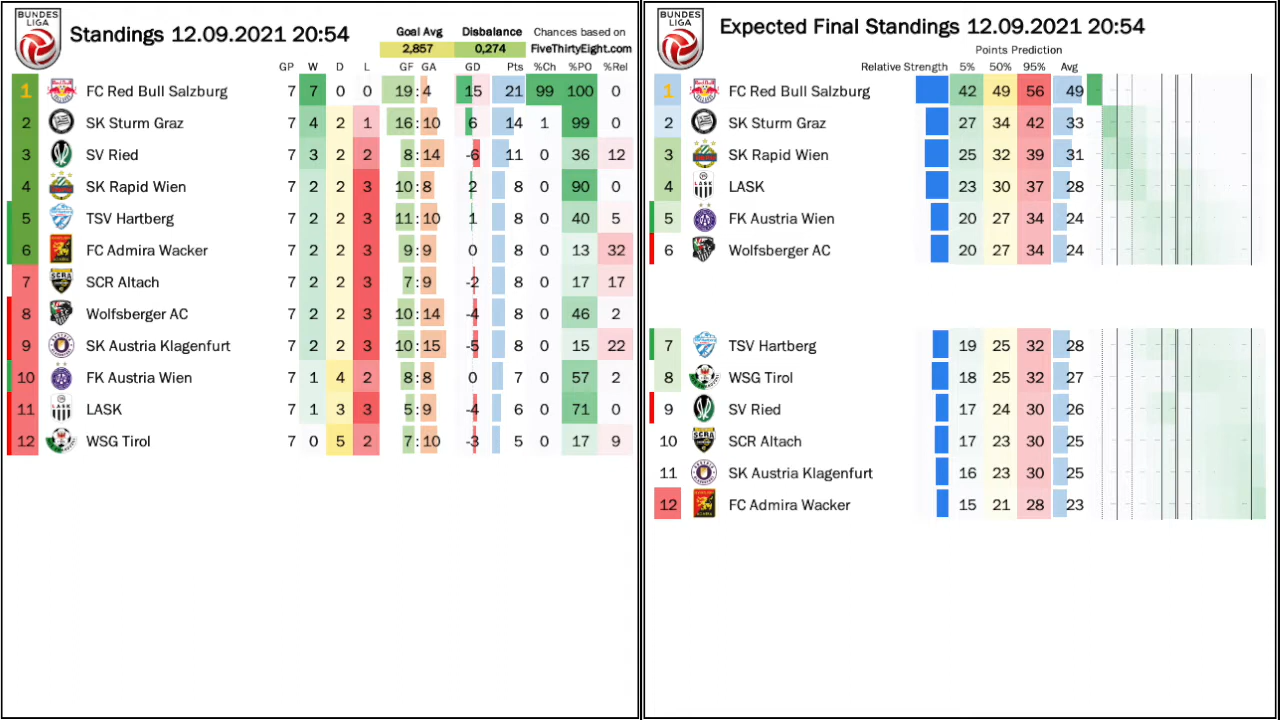 BUNDES
LIGA
Standings 12.09.2021 20:54
Goal Avg Disbalance Chances based on
2,857 0,274 FiveThirtyEight.com
GP W D L GF GA GD Pts %Ch %PO %Rel
1 FC Red Bull Salzburg 7 7 0 0 19 : 4 15 21 99 100 0
2 SK Sturm Graz 7 4 2 1 16 : 10 6 14 1 99 0
3 SV Ried 7 3 2 2 8 : 14 -6 11 0 36 12
4 SK Rapid Wien 7 2 2 3 10 : 8 2 8 0 90 0
5 TSV Hartberg 7 2 2 3 11 : 10 1 8 0 40 5
6 FC Admira Wacker 7 2 2 3 9 : 9 0 8 0 13 32
7 SCR Altach 7 2 2 3 7 : 9 -2 8 0 17 17
8 Wolfsberger AC 7 2 2 3 10 : 14 -4 8 0 46 2
9 SK Austria Klagenfurt 7 2 2 3 10 : 15 -5 8 0 15 22
10 FK Austria Wien 7 1 4 2 8 : 8 0 7 0 57 2
11 LASK 7 1 3 3 5 : 9 -4 6 0 71 0
12 WSG Tirol 7 0 5 2 7 : 10 -3 5 0 17 9
BUNDES
LIGA
Expected Final Standings 12.09.2021 20:54
Points Prediction
Relative Strength 5% 50% 95% Avg
1 FC Red Bull Salzburg 42 49 56 49
2 SK Sturm Graz 27 34 42 33
3 SK Rapid Wien 25 32 39 31
4 LASK 23 30 37 28
5 FK Austria Wien 20 27 34 24
6 Wolfsberger AC 20 27 34 24
7 TSV Hartberg 19 25 32 28
8 WSG Tirol 18 25 32 27
9 SV Ried 17 24 30 26
10 SCR Altach 17 23 30 25
11 SK Austria Klagenfurt 16 23 30 25
12 FC Admira Wacker 15 21 28 23